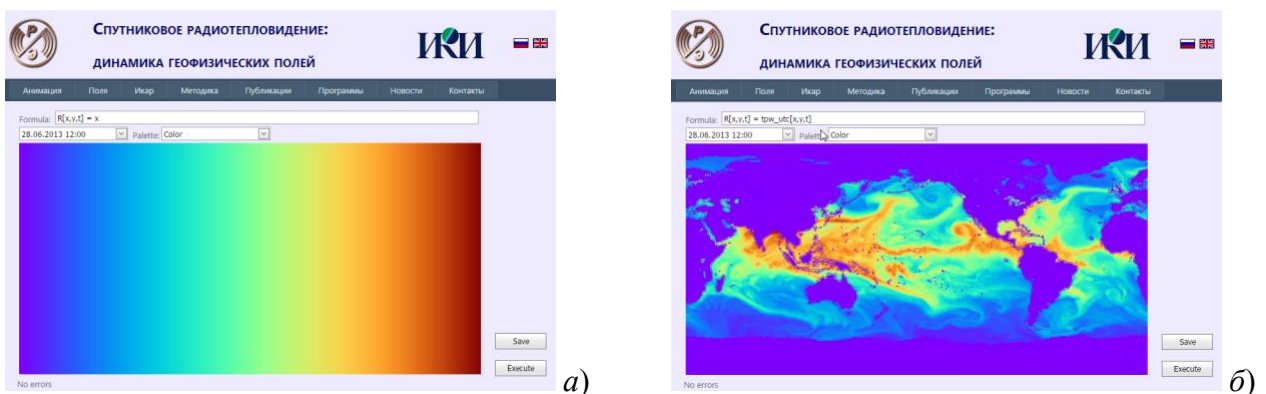 СПУТНИКОВОЕ РАДИОТЕПЛОВИДЕНИЕ:
ДИНАМИКА ГЕОФИЗИЧЕСКИХ ПОЛЕЙ
ИКИ
Анимация Поля Икар Методика Публикации Программы Новости Контакты
Formula: R[x,y,t] = x
28.06.2013 12:00 Palette: Color
Save
Execute
No errors
а)
СПУТНИКОВОЕ РАДИОТЕПЛОВИДЕНИЕ:
ДИНАМИКА ГЕОФИЗИЧЕСКИХ ПОЛЕЙ
ИКИ
Анимация Поля Икар Методика Публикации Программы Новости Контакты
Formula: R[x,y,t] = tpw_utc[x,y,t]
28.06.2013 12:00 Palett Color
Save
Execute
No errors
б)